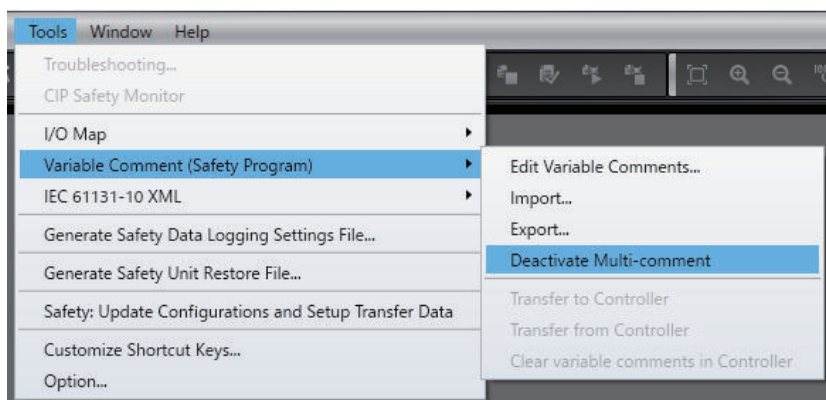 Tools Window Help
Troubleshooting...
CIP Safety Monitor
I/O Map
Variable Comment (Safety Program)
IEC 61131-10 XML
Generate Safety Data Logging Settings File...
Generate Safety Unit Restore File...
Safety: Update Configurations and Setup Transfer Data
Customize Shortcut Keys...
Option...
Edit Variable Comments...
Import...
Export...
Deactivate Multi-comment
Transfer to Controller
Transfer from Controller
Clear variable comments in Controller